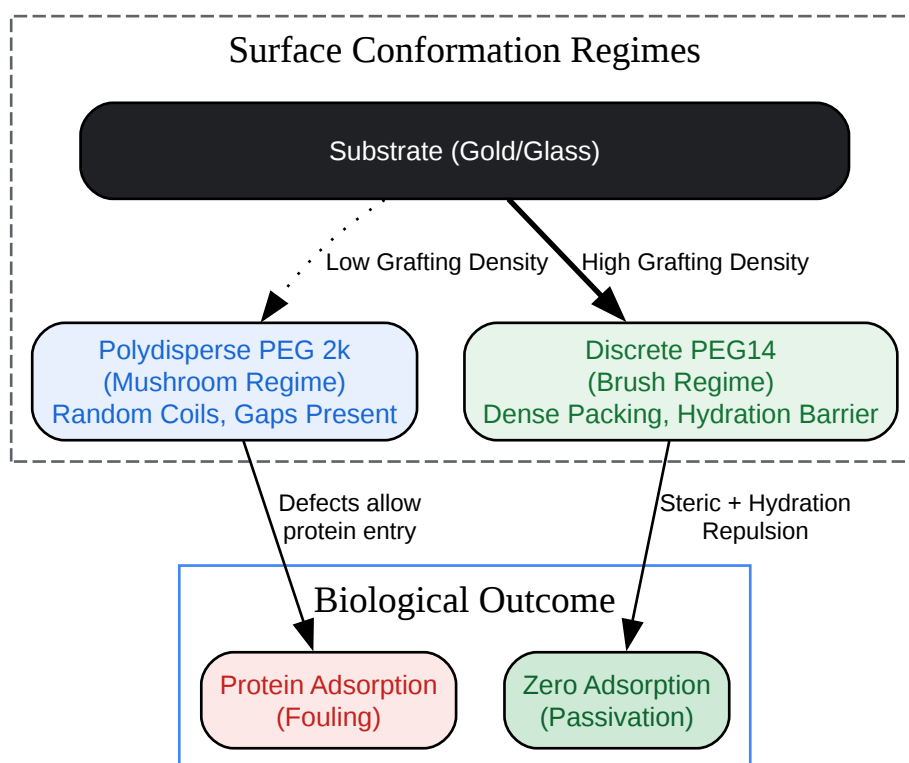 Surface Conformation Regimes
Substrate (Gold/Glass)
Low Grafting Density
High Grafting Density
Polydisperse PEG 2k
(Mushroom Regime)
Random Coils, Gaps Present
Discrete PEG14
(Brush Regime)
Dense Packing, Hydration Barrier
Defects allow
protein entry
Steric + Hydration
Repulsion
Biological Outcome
Protein Adsorption
(Fouling)
Zero Adsorption
(Passivation)